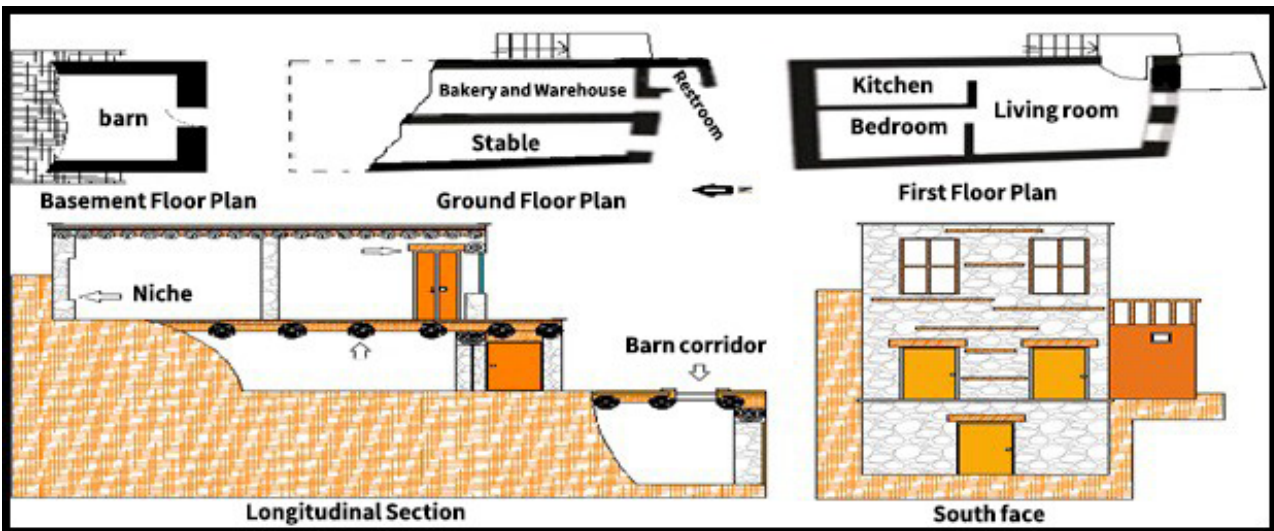 barn
Basement Floor Plan
Bakery and Warehouse
Stable
Restroom
Ground Floor Plan
Kitchen
Bedroom
Living room
First Floor Plan
Niche
Barn corridor
Longitudinal Section
South face